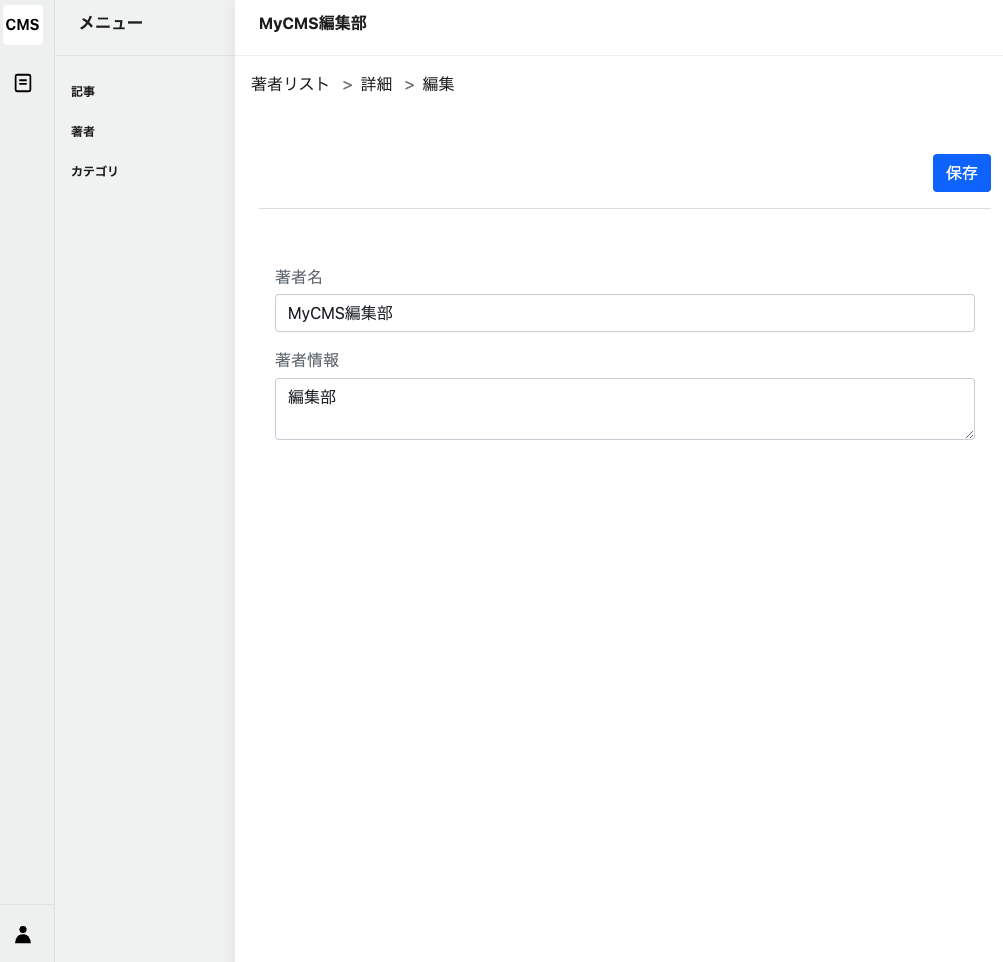 CMS
メニュー
MyCMS編集部
記事
著者
カテゴリ
著者リスト > 詳細 > 編集
保存
著者名
MyCMS編集部
著者情報
編集部